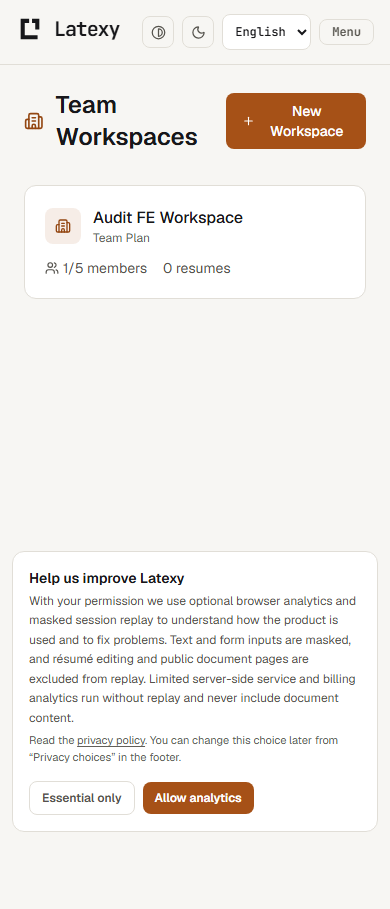 Latexy
English
Menu
Team
Workspaces
New
Workspace
Audit FE Workspace
Team Plan
1/5 members 0 resumes
Help us improve Latexy
With your permission we use optional browser analytics and
masked session replay to understand how the product is
used and to fix problems. Text and form inputs are masked,
and résumé editing and public document pages are
excluded from replay. Limited server-side service and billing
analytics run without replay and never include document
content.
Read the privacy policy. You can change this choice later from
“Privacy choices” in the footer.
Essential only
Allow analytics